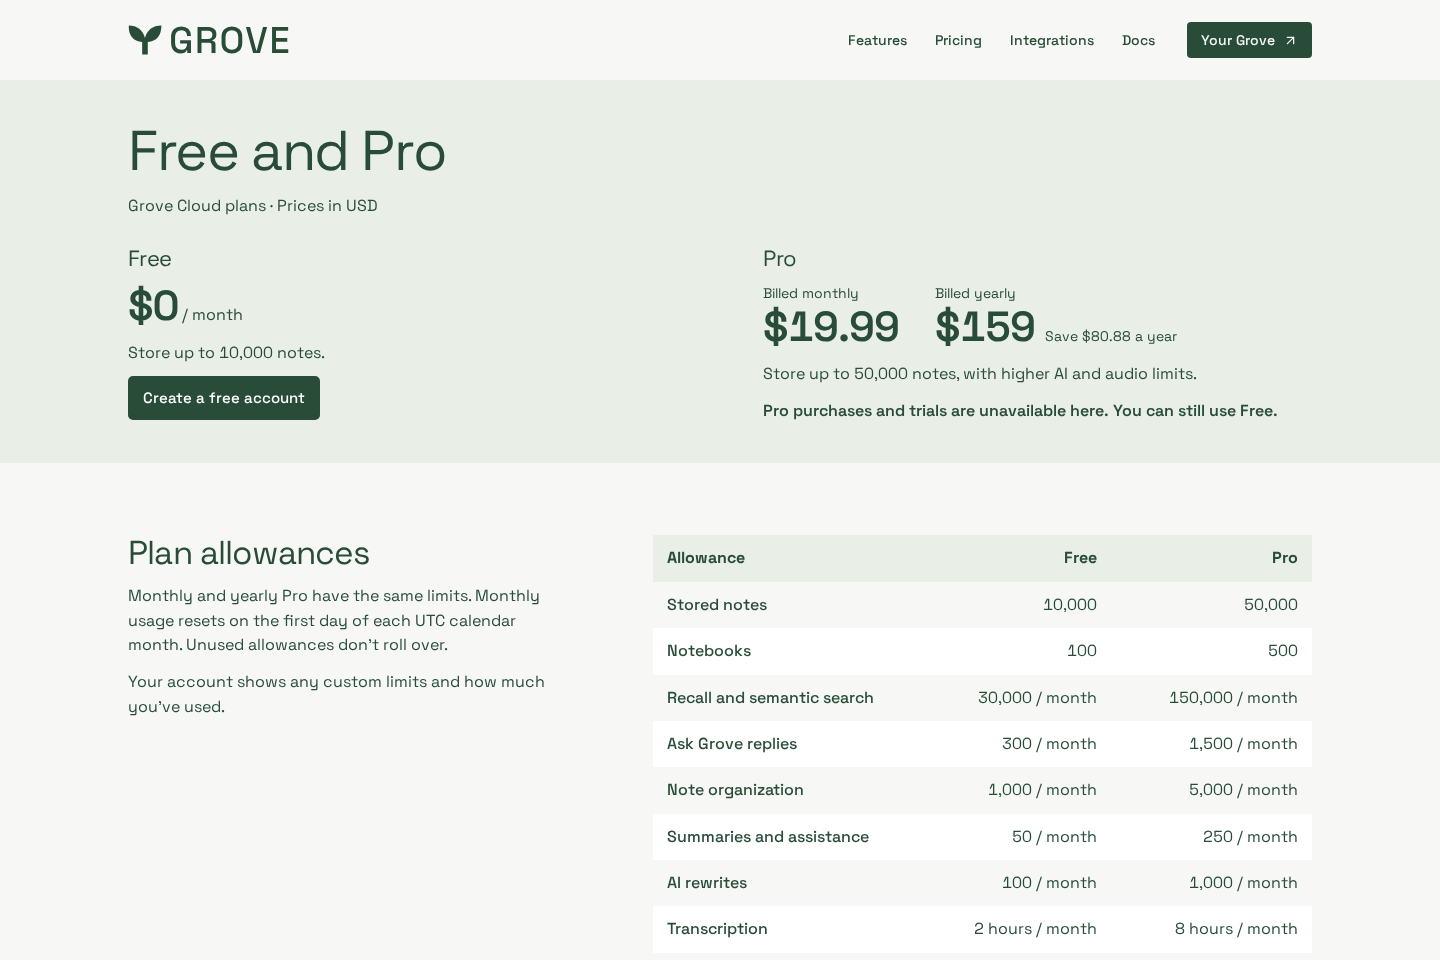 GROVE
Features Pricing Integrations Docs Your Grove
Free and Pro
Grove Cloud plans · Prices in USD
Free
$0 / month
Store up to 10,000 notes.
Create a free account
Pro
Billed monthly Billed yearly
$19.99 $159 Save $80.88 a year
Store up to 50,000 notes, with higher AI and audio limits.
Pro purchases and trials are unavailable here. You can still use Free.
Plan allowances
Monthly and yearly Pro have the same limits. Monthly
usage resets on the first day of each UTC calendar
month. Unused allowances don’t roll over.
Your account shows any custom limits and how much
you’ve used.
Allowance Free Pro
Stored notes 10,000 50,000
Notebooks 100 500
Recall and semantic search 30,000 / month 150,000 / month
Ask Grove replies 300 / month 1,500 / month
Note organization 1,000 / month 5,000 / month
Summaries and assistance 50 / month 250 / month
AI rewrites 100 / month 1,000 / month
Transcription 2 hours / month 8 hours / month